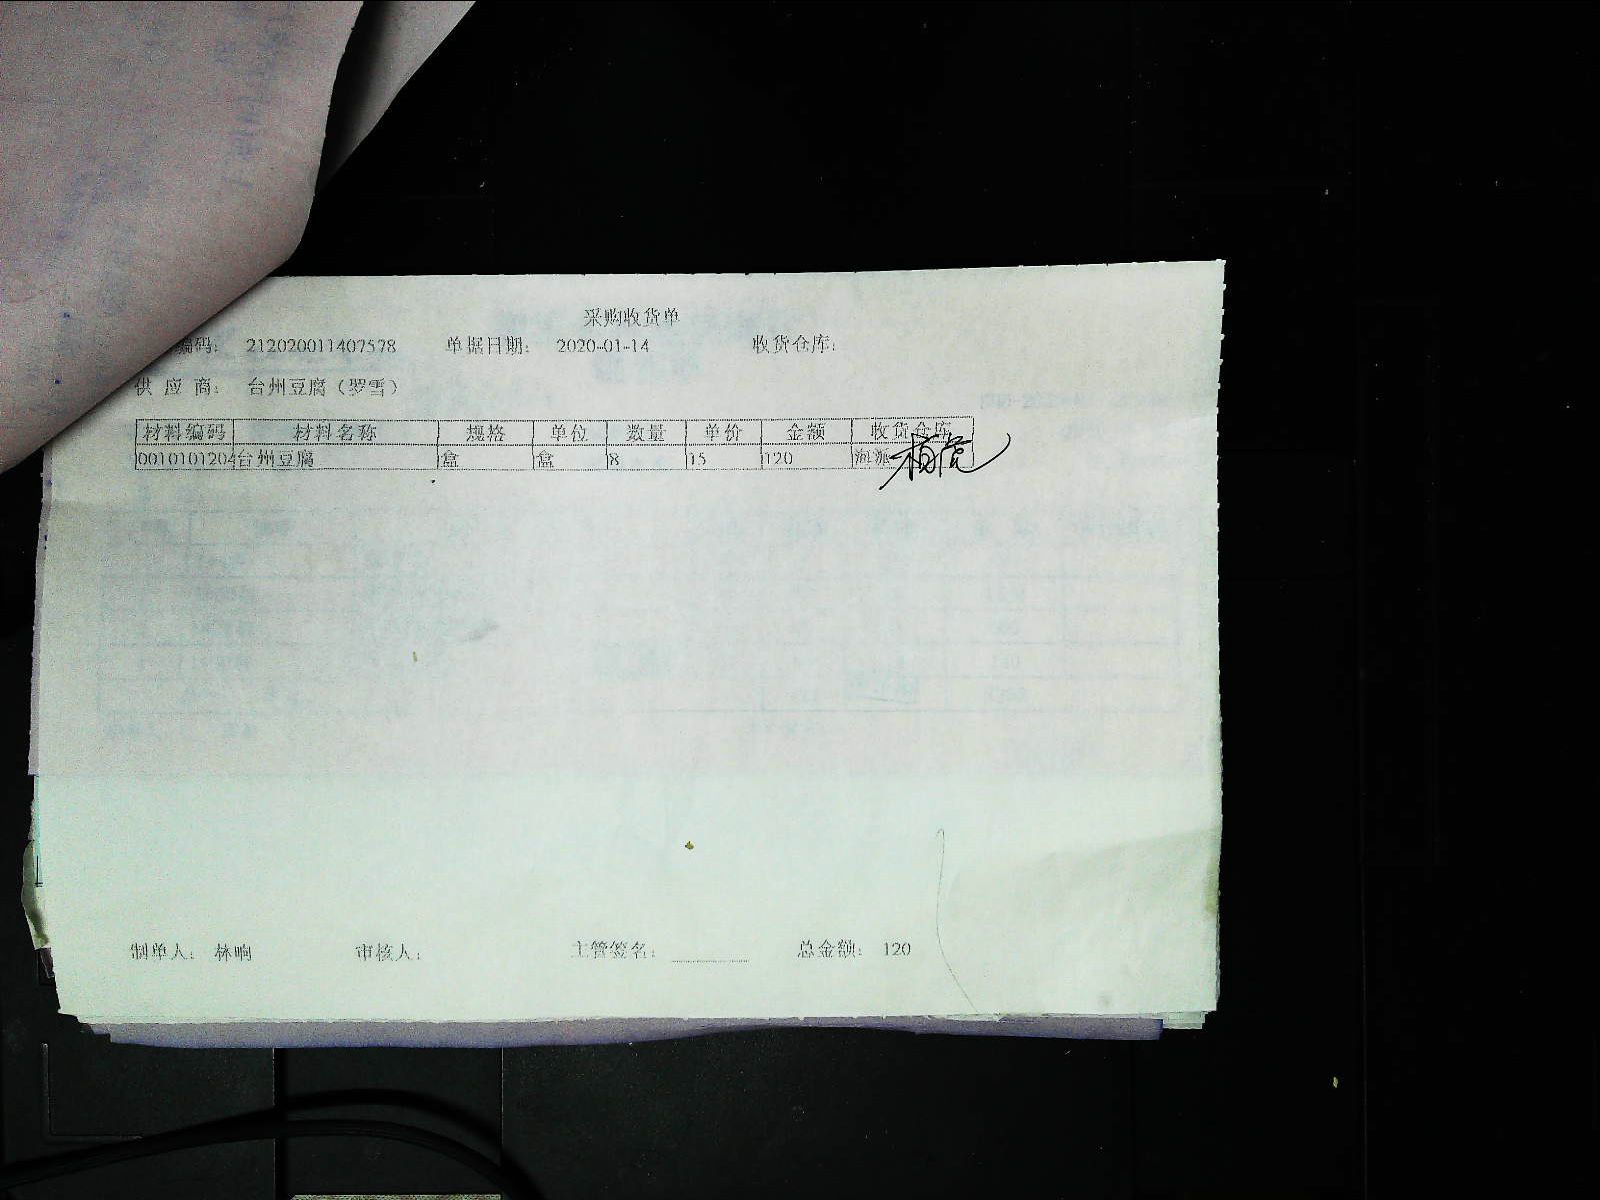 采购收货单
编码： 212020011407578 单据日期： 2020-01-14 收货仓库：
供 应 商： 台州豆腐（罗雪）
材料编码 材料名称 规格 单位 数量 单价 金额 收货仓库
0010101204 台州豆腐 盒 盒 8 15 120
制单人： 林响 审核人： 主管签名： 总金额： 120